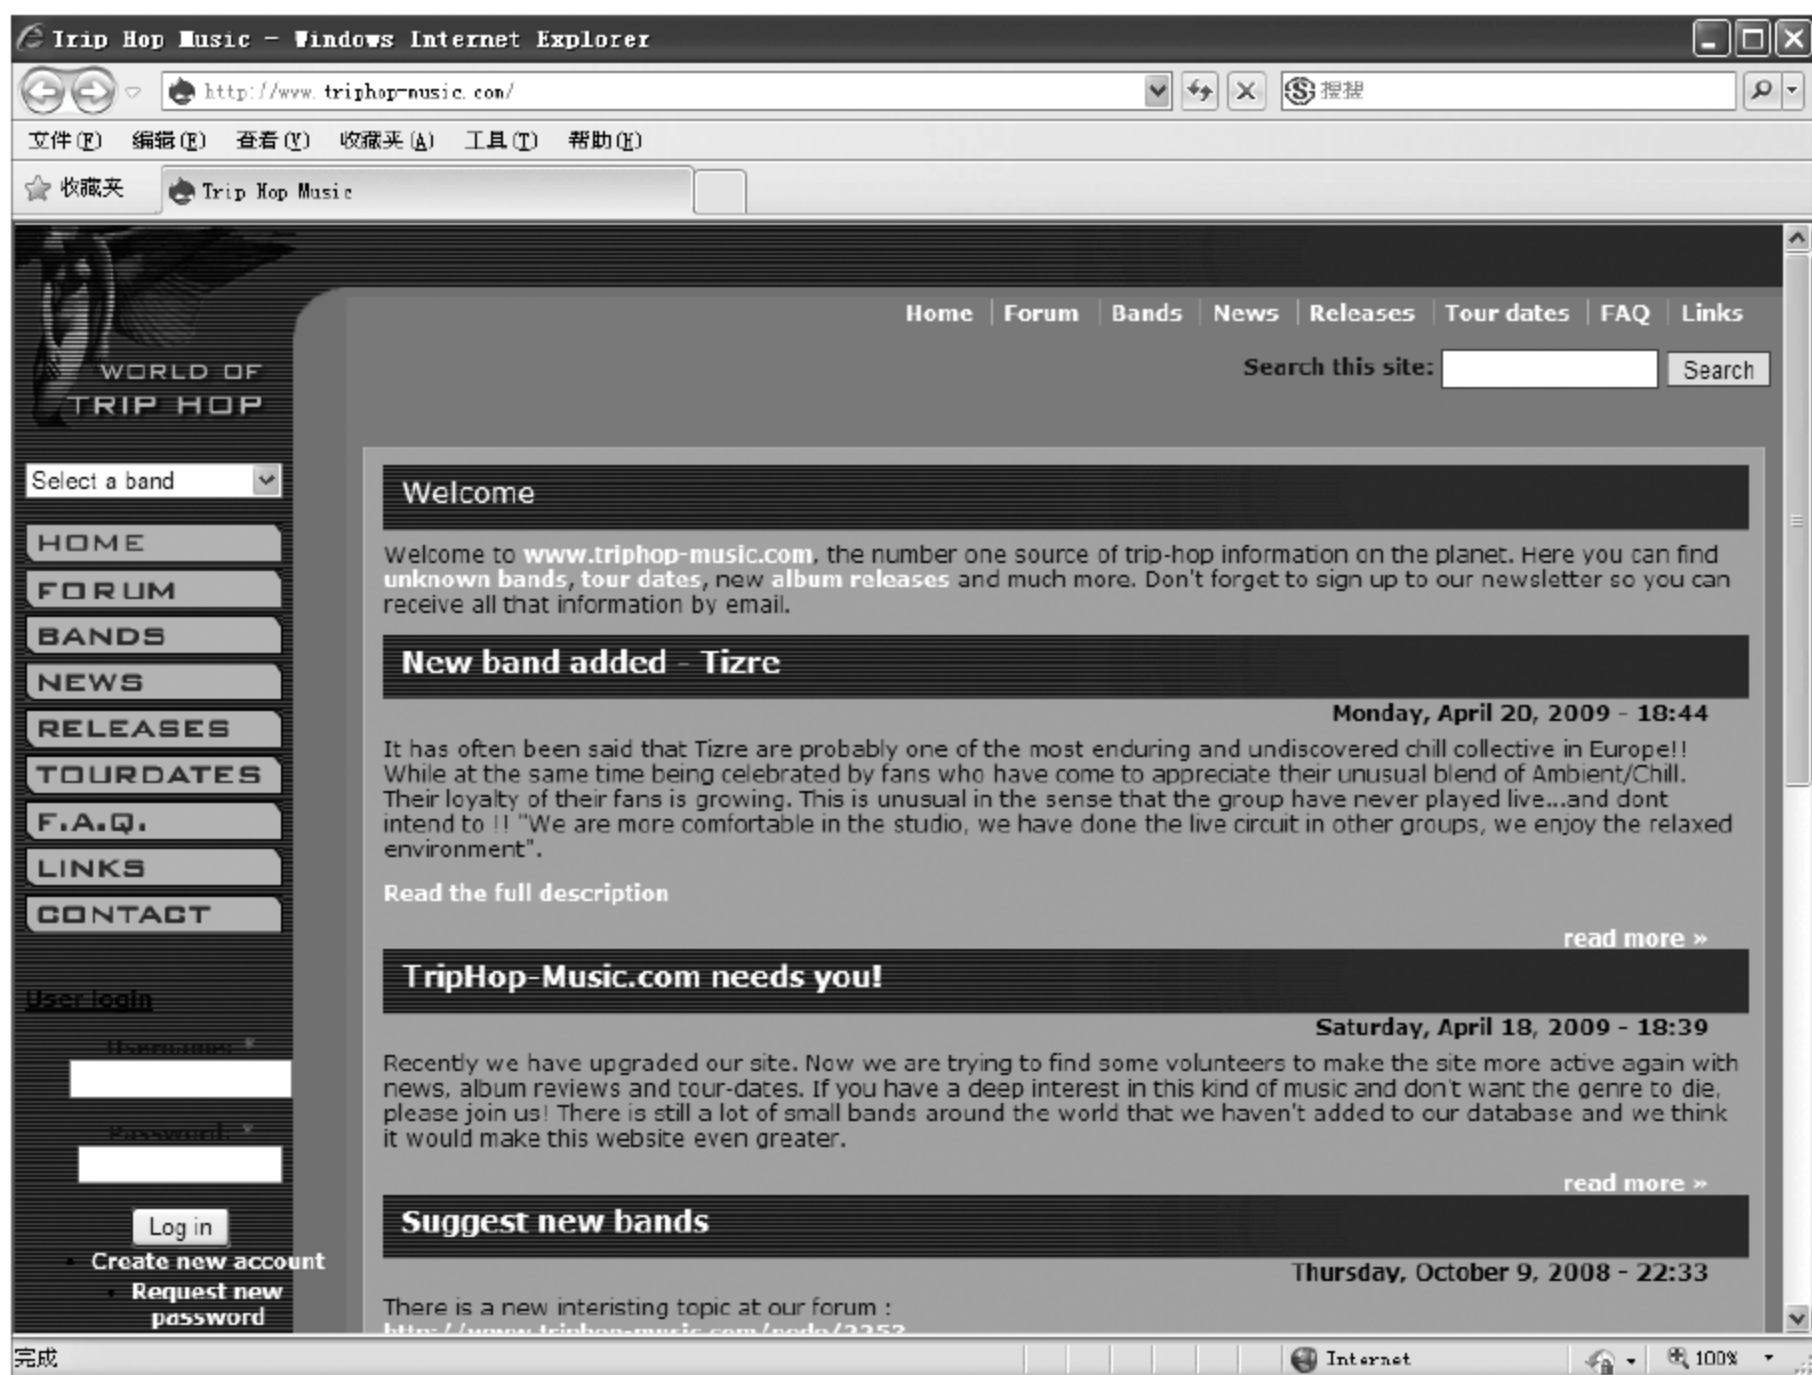 Trip Hop Music - Windows Internet Explorer
http://www.triphop-music.com/
搜搜
文件(F) 编辑(E) 查看(V) 收藏夹(A) 工具(T) 帮助(H)
收藏夹 Trip Hop Music
WORLD OF
TRIP HOP
Home Forum Bands News Releases Tour dates FAQ Links
Search this site: Search
Select a band
HOME
FORUM
BANDS
NEWS
RELEASES
TOURDATES
F.A.Q.
LINKS
CONTACT
User login
Username: *
Password: *
Log in
Create new account
Request new
password
Welcome
Welcome to www.triphop-music.com, the number one source of trip-hop information on the planet. Here you can find
unknown bands, tour dates, new album releases and much more. Don't forget to sign up to our newsletter so you can
receive all that information by email.
New band added - Tizre
Monday, April 20, 2009 - 18:44
It has often been said that Tizre are probably one of the most enduring and undiscovered chill collective in Europe!!
While at the same time being celebrated by fans who have come to appreciate their unusual blend of Ambient/Chill.
Their loyalty of their fans is growing. This is unusual in the sense that the group have never played live...and dont
intend to !! "We are more comfortable in the studio, we have done the live circuit in other groups, we enjoy the relaxed
environment".
Read the full description
read more »
TripHop-Music.com needs you!
Saturday, April 18, 2009 - 18:39
Recently we have upgraded our site. Now we are trying to find some volunteers to make the site more active again with
news, album reviews and tour-dates. If you have a deep interest in this kind of music and don't want the genre to die,
please join us! There is still a lot of small bands around the world that we haven't added to our database and we think
it would make this website even greater.
read more »
Suggest new bands
Thursday, October 9, 2008 - 22:33
There is a new interisting topic at our forum :
http://www.triphop-music.com/node/2252
完成 Internet 100%